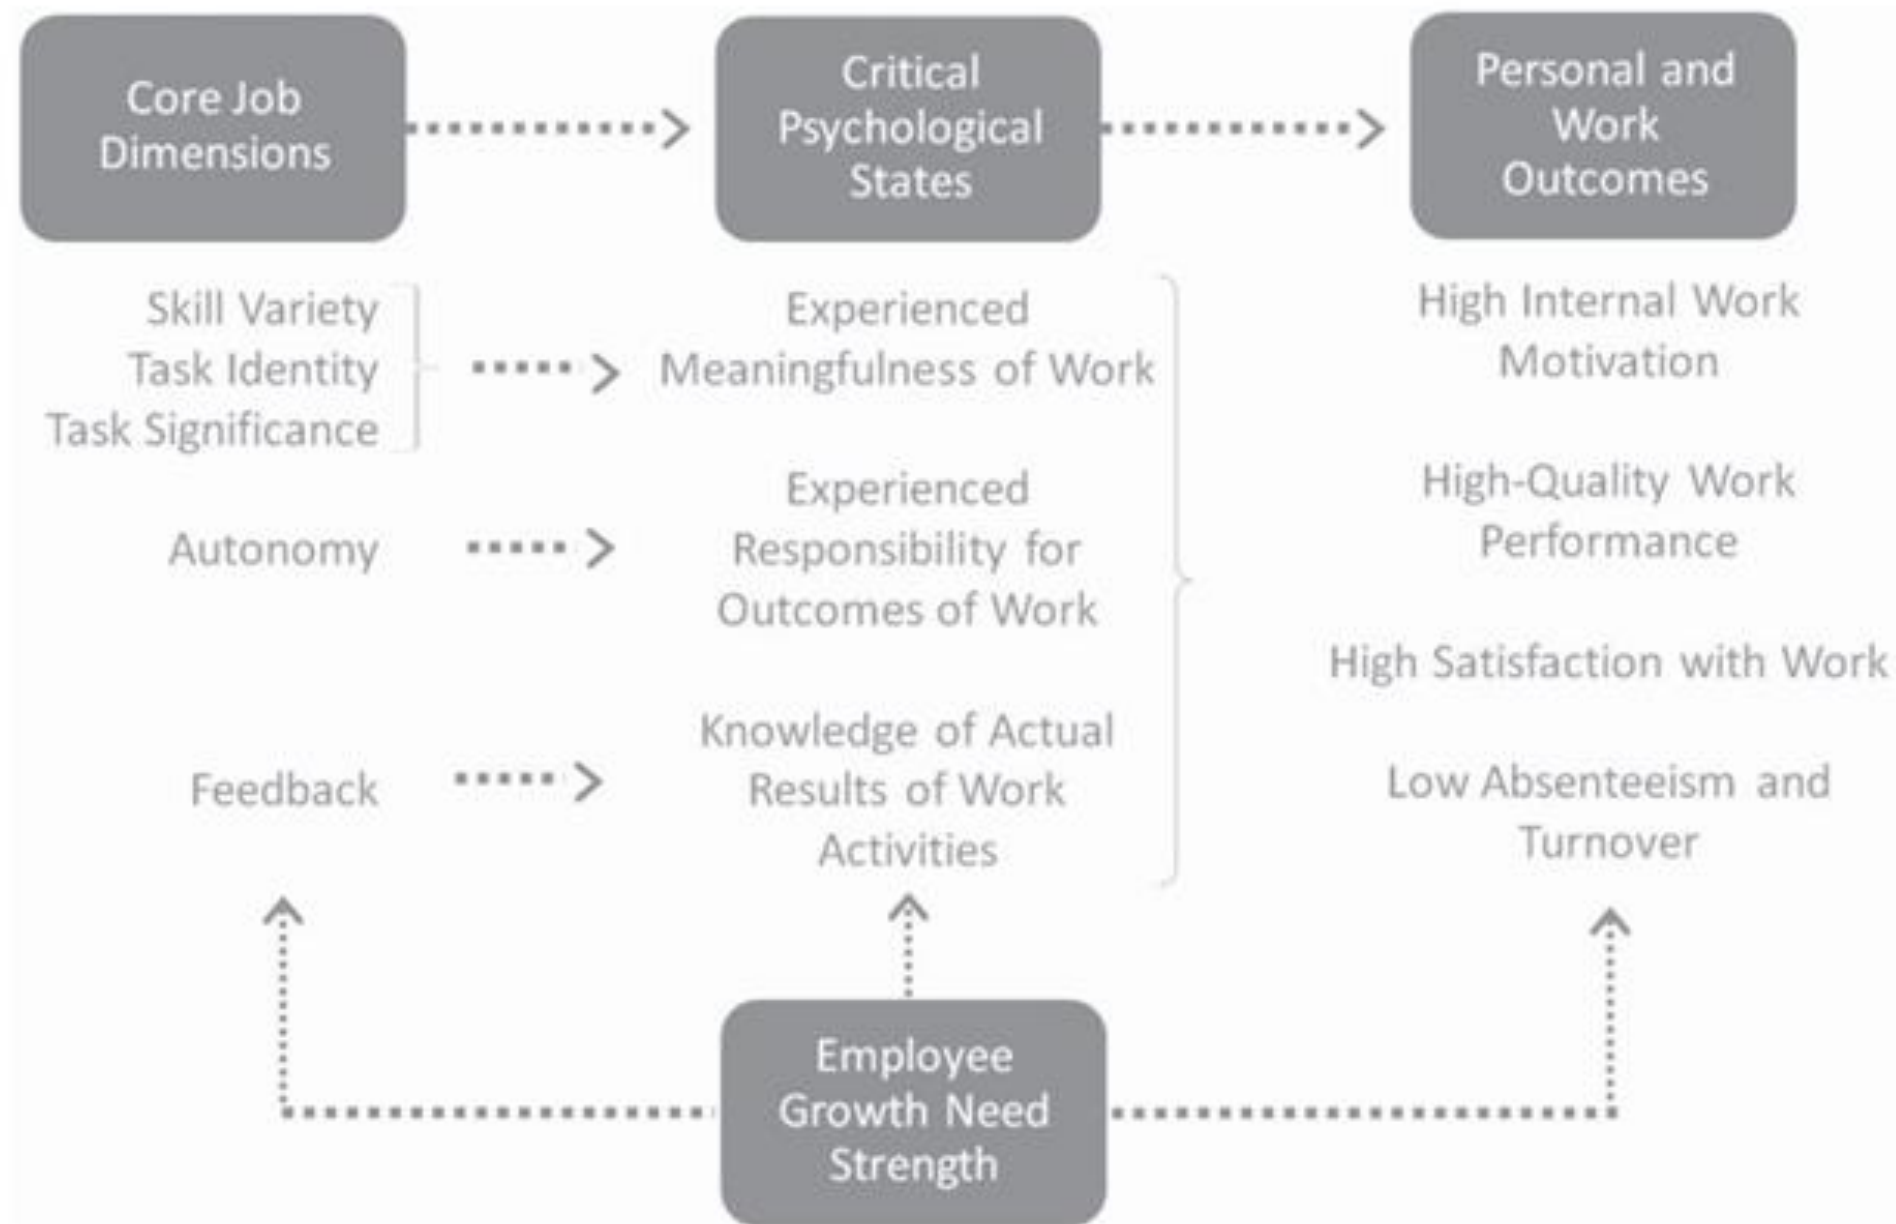 Core Job
Dimensions
Critical
Psychological
States
Personal and
Work
Outcomes
Skill Variety
Task Identity
Task Significance
Experienced
Meaningfulness of Work
High Internal Work
Motivation
Autonomy
Experienced
Responsibility for
Outcomes of Work
High-Quality Work
Performance
High Satisfaction with Work
Feedback
Knowledge of Actual
Results of Work
Activities
Low Absenteeism and
Turnover
Employee
Growth Need
Strength